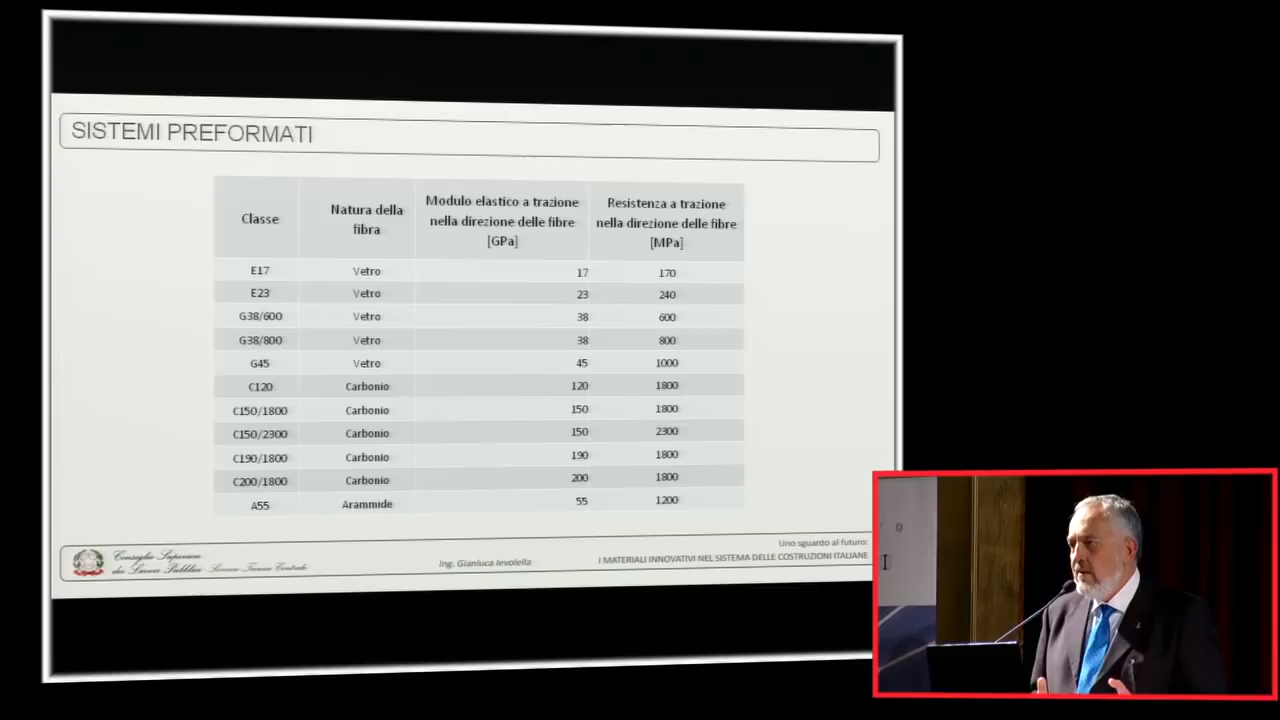 SISTEMI PREFORMATI
Classe Natura della fibra Modulo elastico a trazione nella direzione delle fibre [GPa] Resistenza a trazione nella direzione delle fibre [MPa]
E17 Vetro 17 170
E23 Vetro 23 240
G38/600 Vetro 38 600
G38/800 Vetro 38 800
G45 Vetro 45 1000
C120 Carbonio 120 1800
C150/1800 Carbonio 150 1800
C150/2300 Carbonio 150 2300
C190/1800 Carbonio 190 1800
C200/1800 Carbonio 200 1800
A55 Arammide 55 1200
Consiglio Superiore
dei Lavori Pubblici Servizio Tecnico Centrale
Ing. Gianluca Ievolella
Uno sguardo al futuro:
I MATERIALI INNOVATIVI NEL SISTEMA DELLE COSTRUZIONI ITALIANE